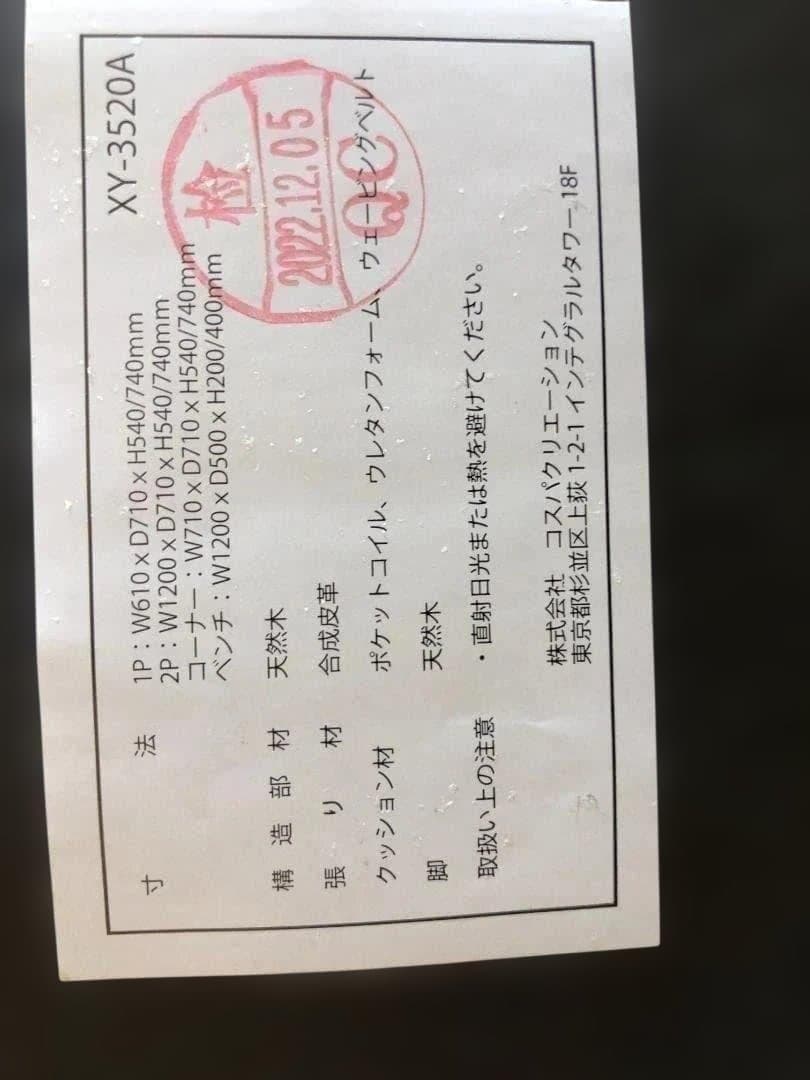 XY-3520A
寸法 1P：W610 x D710 x H540/740mm
2P：W1200 x D710 x H540/740mm
コーナー：W710 x D710 x H540/740mm
ベンチ：W1200 x D500 x H200/400mm
構造部材 天然木
張り材 合成皮革
クッション材 ポケットコイル、ウレタンフォーム、ウェービングベルト
脚 天然木
取扱い上の注意 ・直射日光または熱を避けてください。
株式会社 コスパクリエーション
東京都杉並区上荻 1-2-1 インテグラルタワー 18F
検
2022.12.05
QC